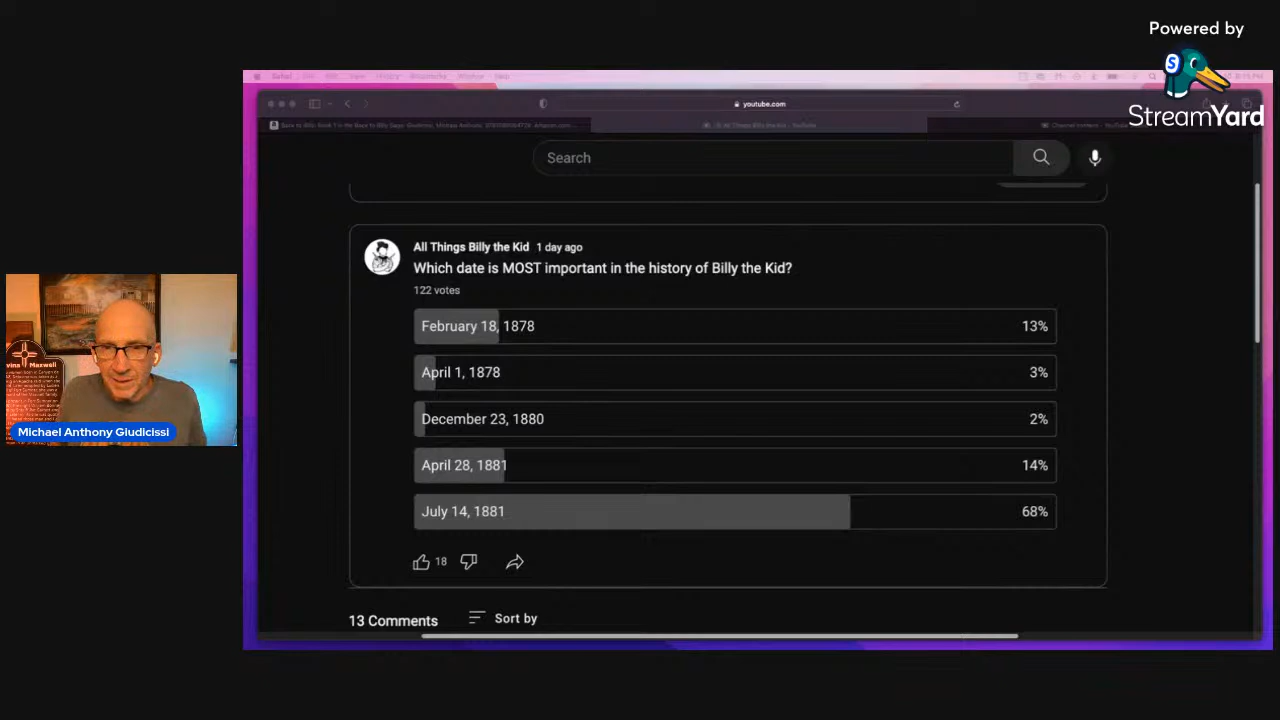 Powered by
StreamYard
youtube.com
Search
All Things Billy the Kid 1 day ago
Which date is MOST important in the history of Billy the Kid?
122 votes
February 18, 1878 13%
April 1, 1878 3%
December 23, 1880 2%
April 28, 1881 14%
July 14, 1881 68%
18
13 Comments Sort by
Maxwell
Michael Anthony Giudicissi